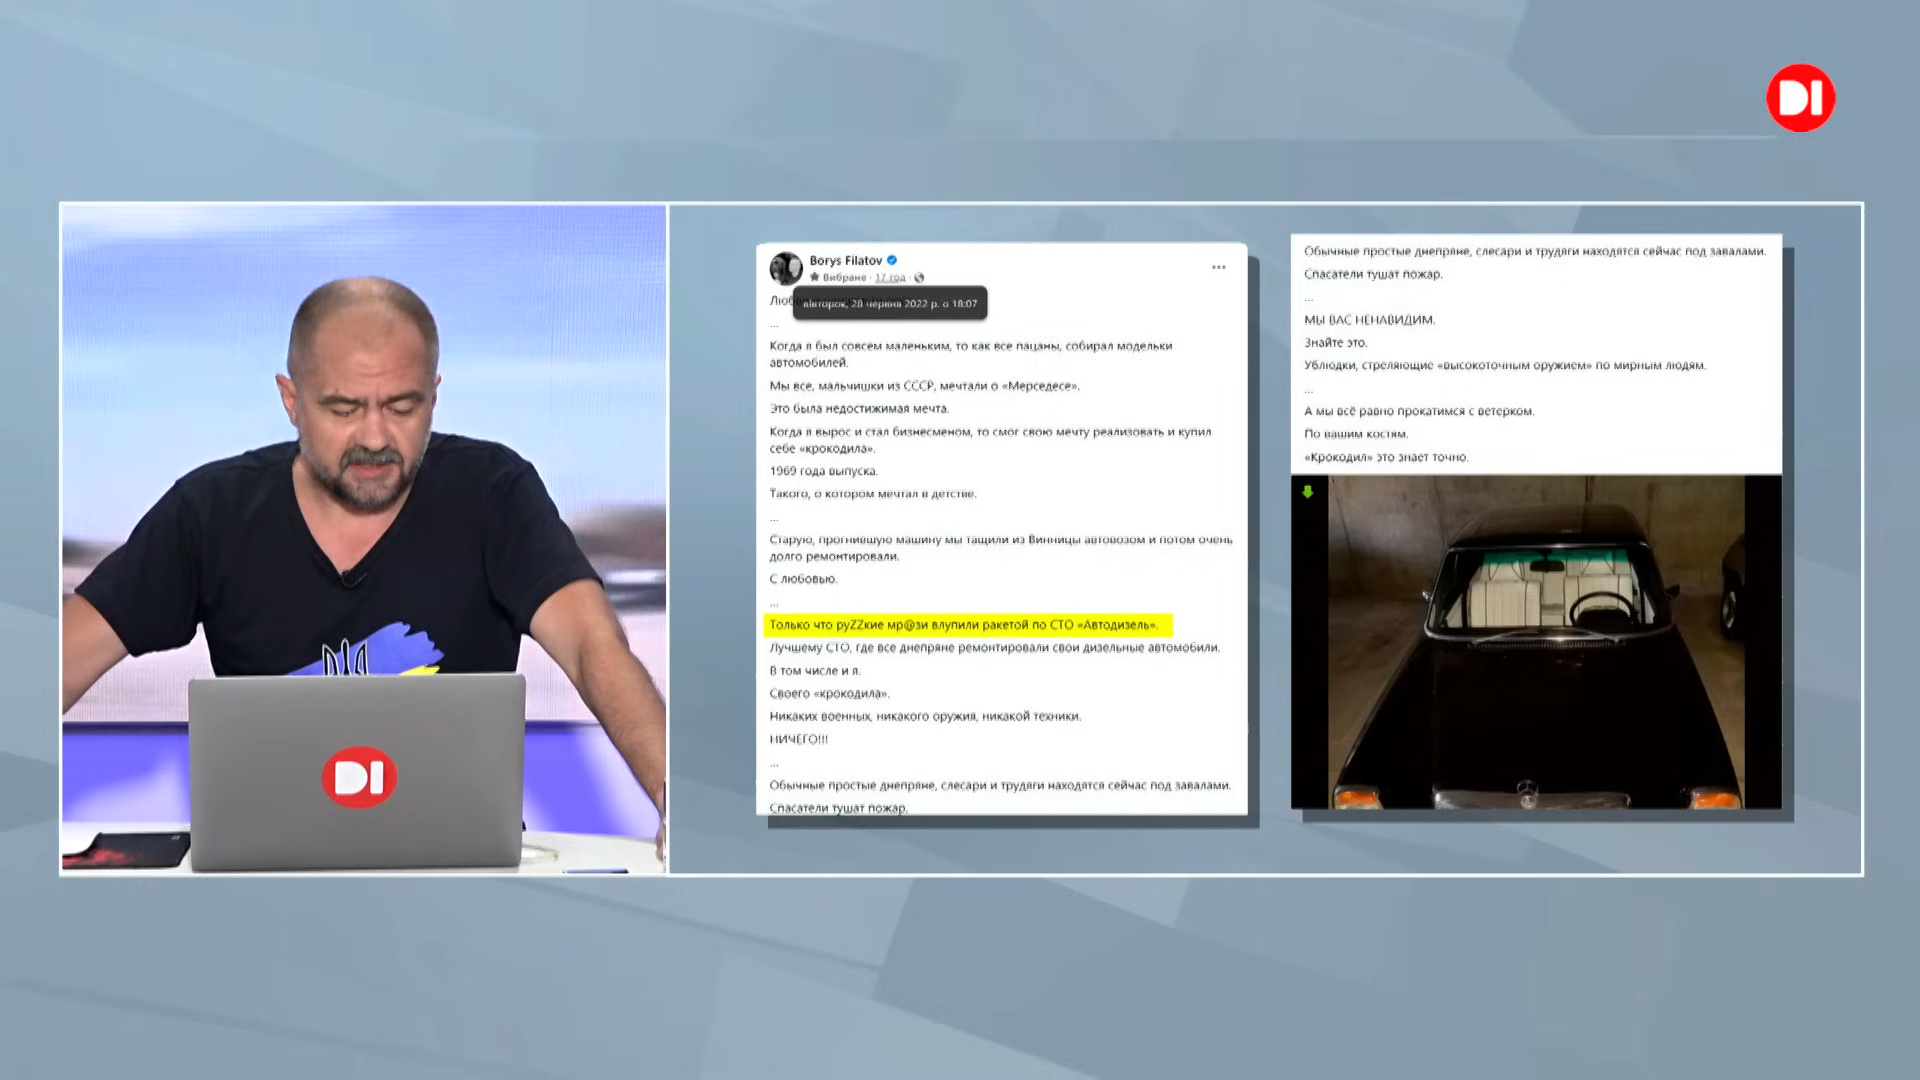 DI
Borys Filatov
Вибране · 17 год ·
вівторок, 28 червня 2022 р. о 18:07
...
Когда я был совсем маленьким, то как все пацаны, собирал модельки
автомобилей.
Мы все, мальчишки из СССР, мечтали о «Мерседесе».
Это была недостижимая мечта.
Когда я вырос и стал бизнесменом, то смог свою мечту реализовать и купил
себе «крокодила».
1969 года выпуска.
Такого, о котором мечтал в детстве.
...
Старую, прогнившую машину мы тащили из Винницы автовозом и потом очень
долго ремонтировали.
С любовью.
...
Только что руZZкие мр@зи влупили ракетой по СТО «Автодизель».
Лучшему СТО, где все днепряне ремонтировали свои дизельные автомобили.
В том числе и я.
Своего «крокодила».
Никаких военных, никакого оружия, никакой техники.
НИЧЕГО!!!
...
Обычные простые днепряне, слесари и трудяги находятся сейчас под завалами.
Спасатели тушат пожар.
Обычные простые днепряне, слесари и трудяги находятся сейчас под завалами.
Спасатели тушат пожар.
...
МЫ ВАС НЕНАВИДИМ.
Знайте это.
Ублюдки, стреляющие «высокоточным оружием» по мирным людям.
...
А мы всё равно прокатимся с ветерком.
По вашим костям.
«Крокодил» это знает точно.
DI